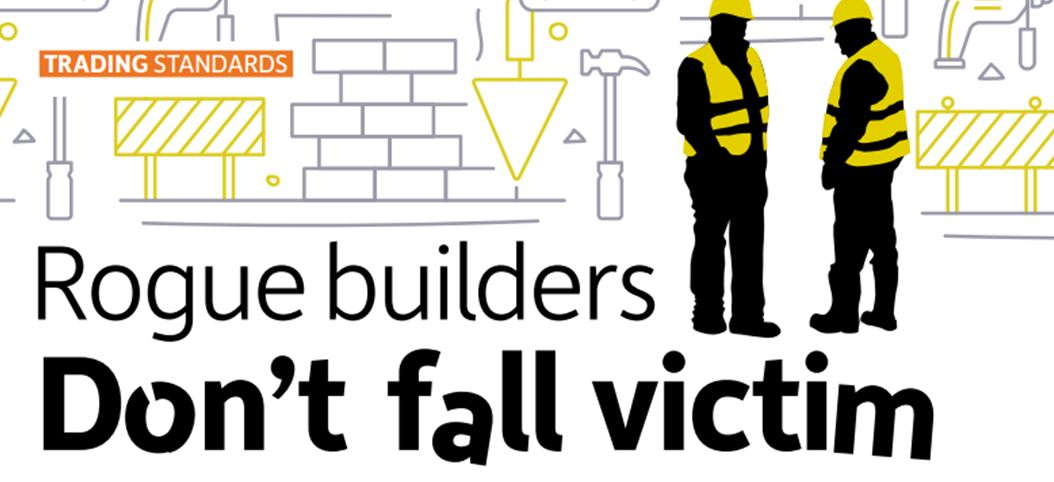 TRADING STANDARDS
Rogue builders
Don't fall victim